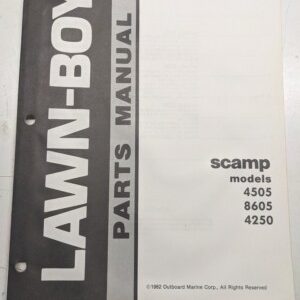 LAWN-BOY
PARTS MANUAL
scamp
models
4505
8605
4250
©1982 Outboard Marine Corp., All Rights Reserved